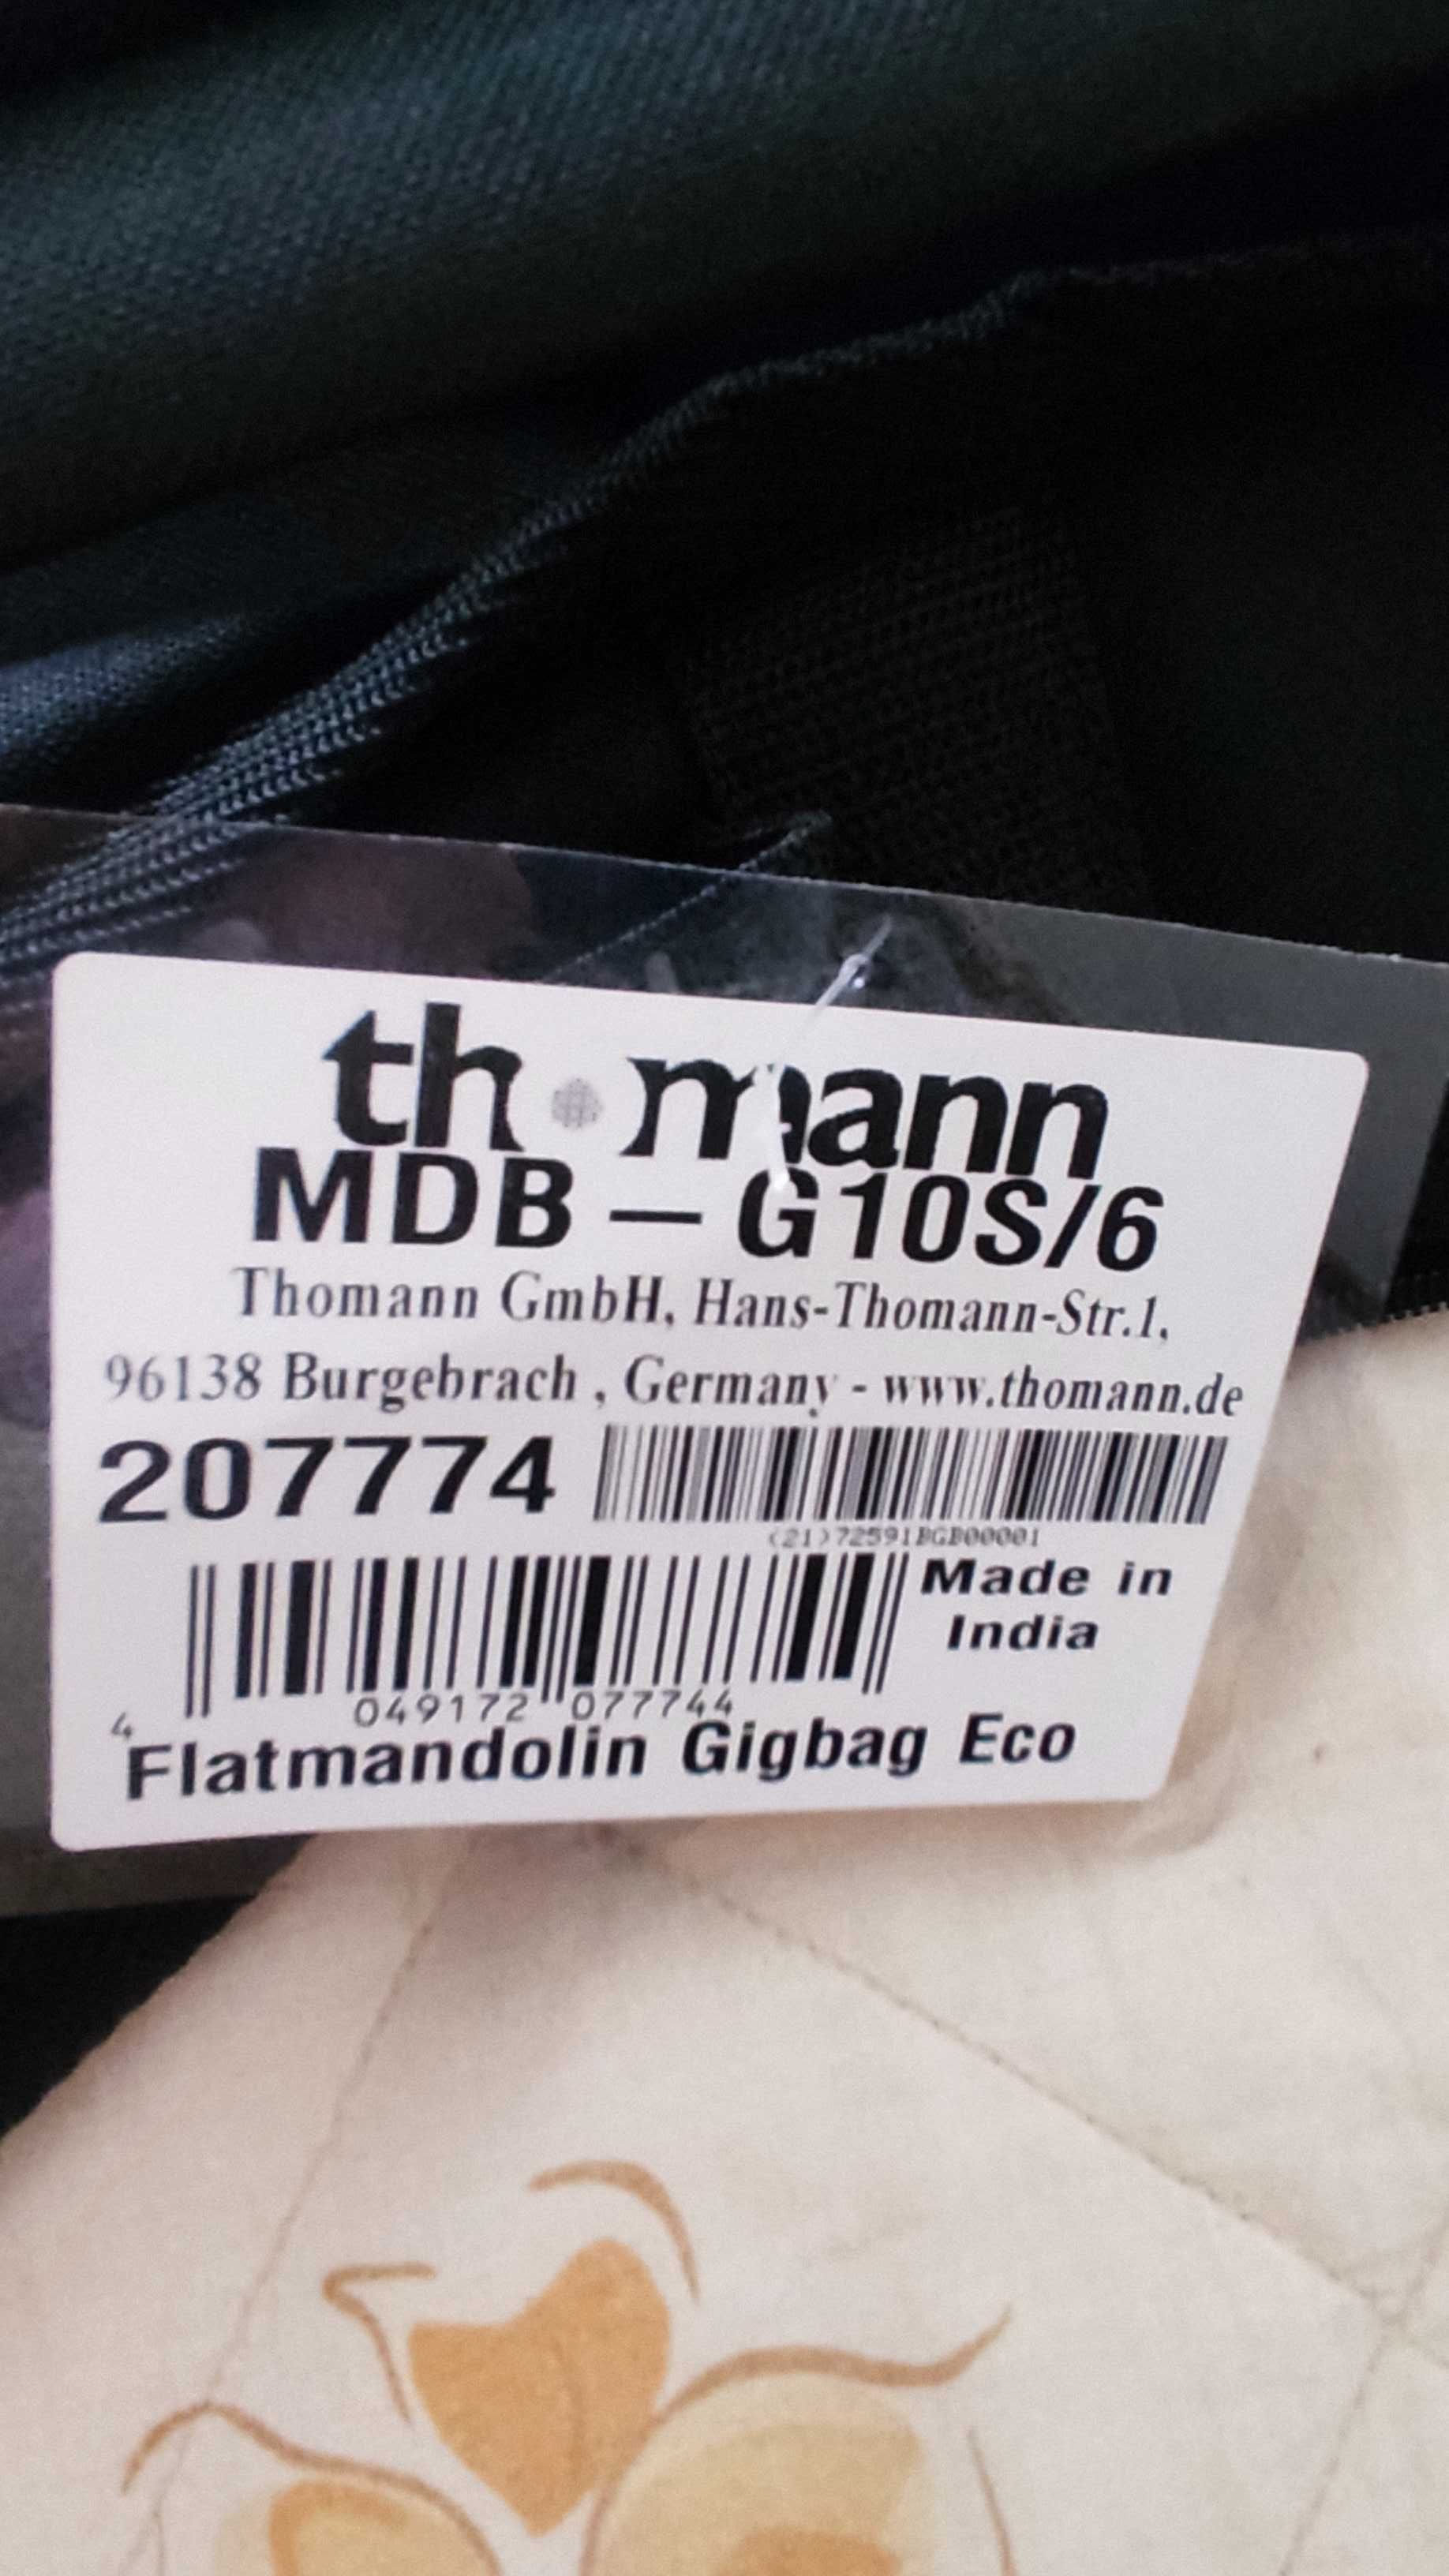 thomann
MDB – G10S/6
Thomann GmbH, Hans-Thomann-Str.1,
96138 Burgebrach , Germany - www.thomann.de
207774
(21)72591BGB00001
Made in
India
4 049172 077744
Flatmandolin Gigbag Eco